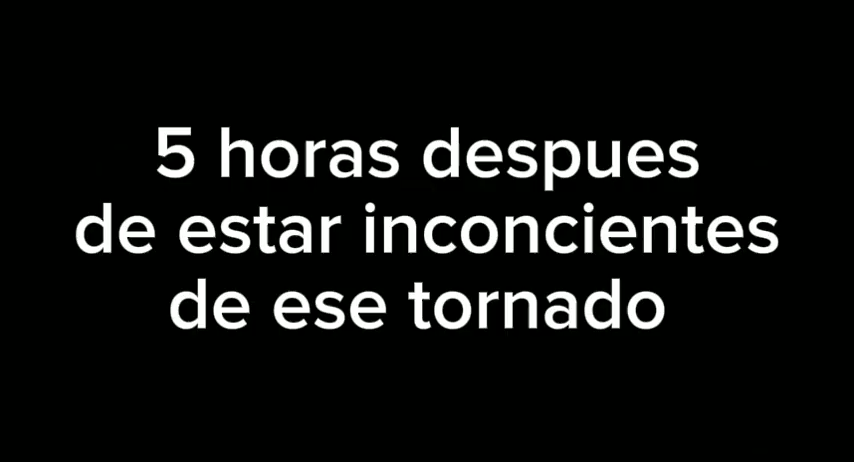 5 horas despues
de estar inconcientes
de ese tornado